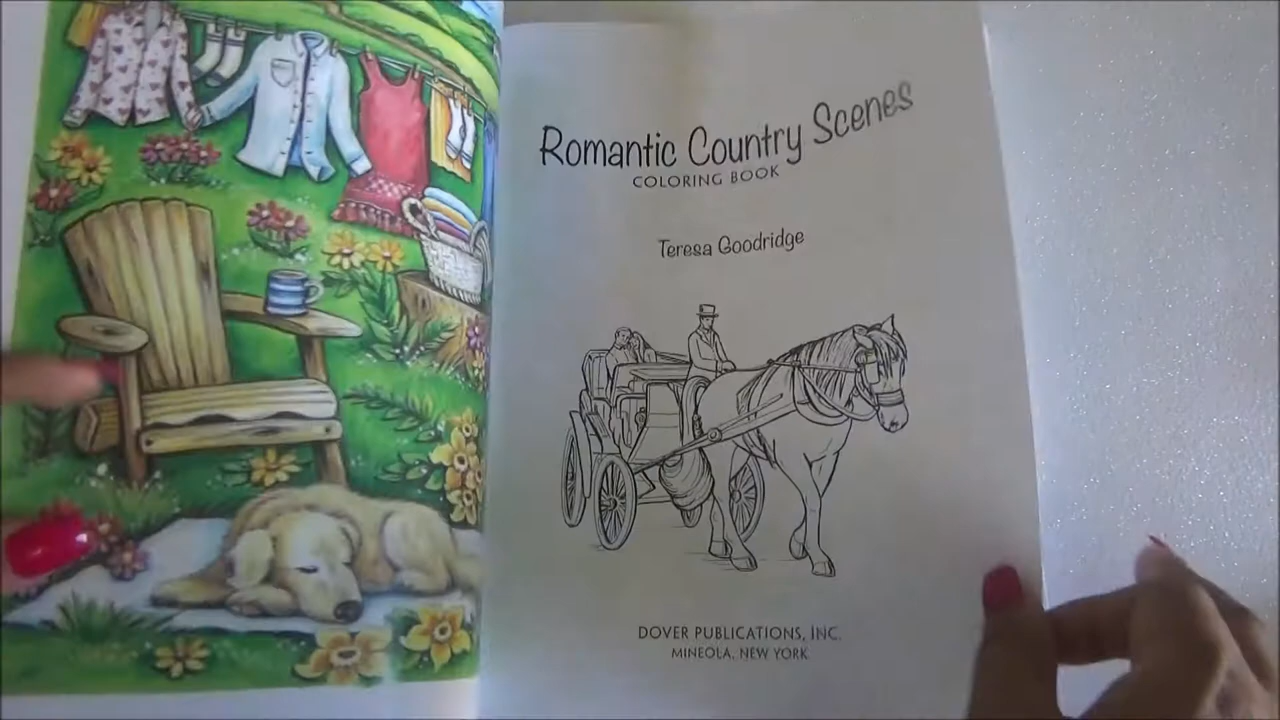 Romantic Country Scenes
COLORING BOOK
Teresa Goodridge
DOVER PUBLICATIONS, INC.
MINEOLA, NEW YORK